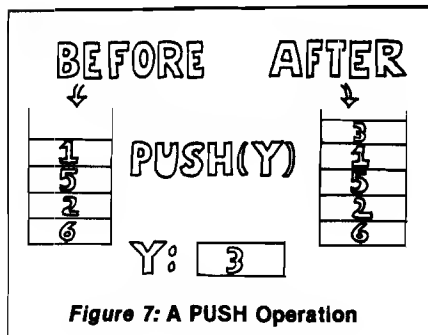 BEFORE AFTER
1
5
2
6
PUSH(Y)
3
1
5
2
6
Y: 3
Figure 7: A PUSH Operation